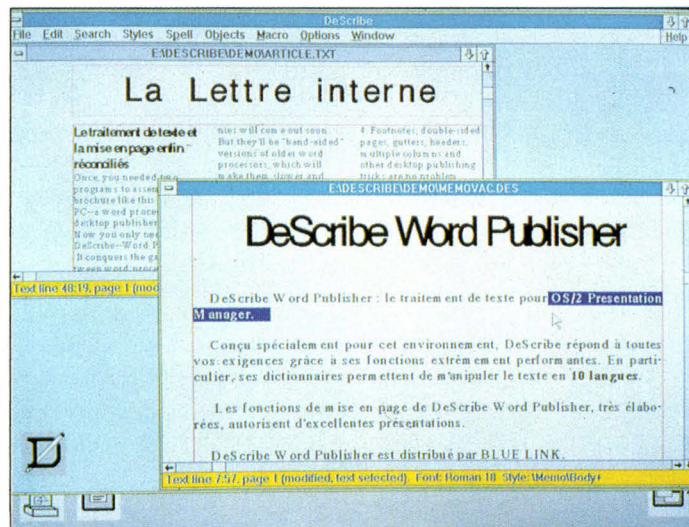 DeScribe
File Edit Search Styles Spell Objects Macro Options Window Help
E:\DESCRIBE\DEMO\ARTICLE.TXT
La Lettre interne
Le traitement de texte et
la mise en page enfin
réconciliés
Once, you needed two
programs to assem
brochure like this
PC--a word proce
desktop publisher
Now you only nee
DeScribe--Word P
It conquers the ga
tween word proce
nies will come out soon
But they'll be "band-aided"
versions of older word
processors, which will
make them slower and
4 Footnotes, double-sided
pages, gutters, headers,
multiple columns and
other desktop publishing
tricks are no problem
Text line 48:19, page 1 (mod
E:\DESCRIBE\DEMO\MEMOVAC.DES
DeScribe Word Publisher
DeScribe Word Publisher : le traitement de texte pour OS/2 Presentation
Manager.
Conçu spécialement pour cet environnement, DeScribe répond à toutes
vos exigences grâce à ses fonctions extrêmement performantes. En parti-
culier, ses dictionnaires permettent de manipuler le texte en 10 langues.
Les fonctions de mise en page de DeScribe Word Publisher, très élabo-
rées, autorisent d'excellentes présentations.
DeScribe Word Publisher est distribué par BLUE LINK.
Text line 7:57, page 1 (modified, text selected). Font: Roman 18 Style: \Memo\Body+
D